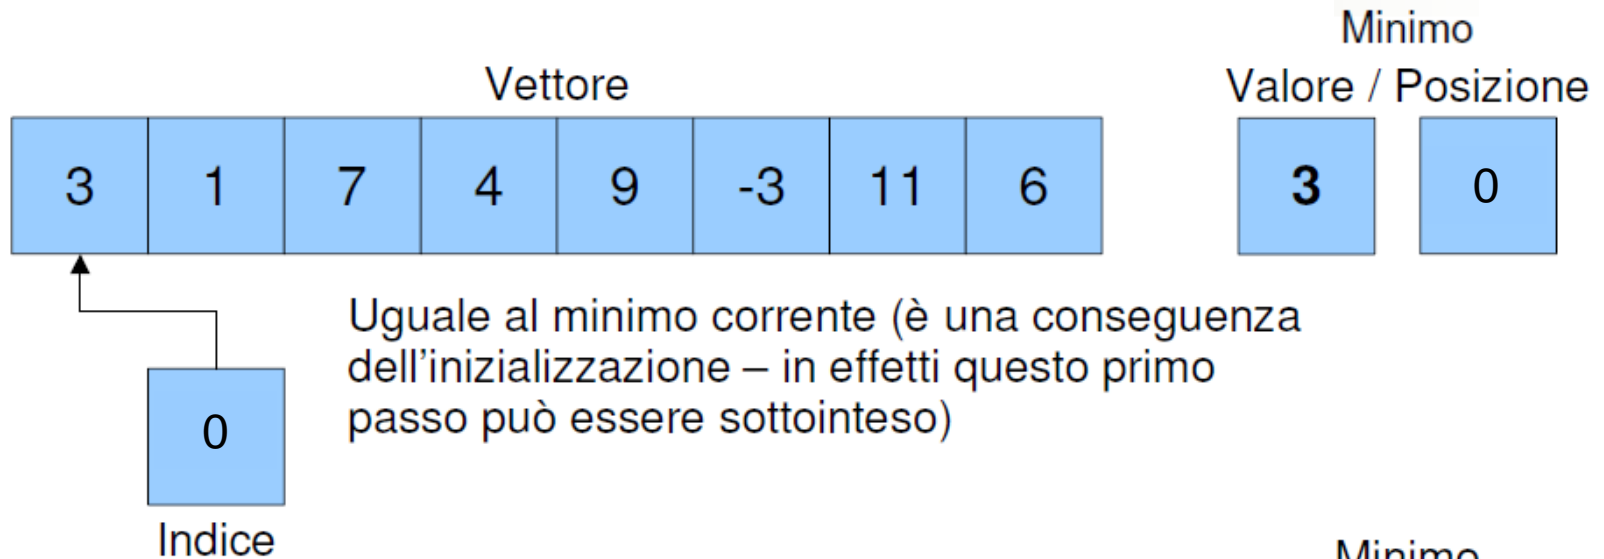 Minimo
Vettore
Valore / Posizione
3 1 7 4 9 -3 11 6
3 0
Uguale al minimo corrente (è una conseguenza
dell'inizializzazione – in effetti questo primo
passo può essere sottointeso)
0
Indice
Minimo